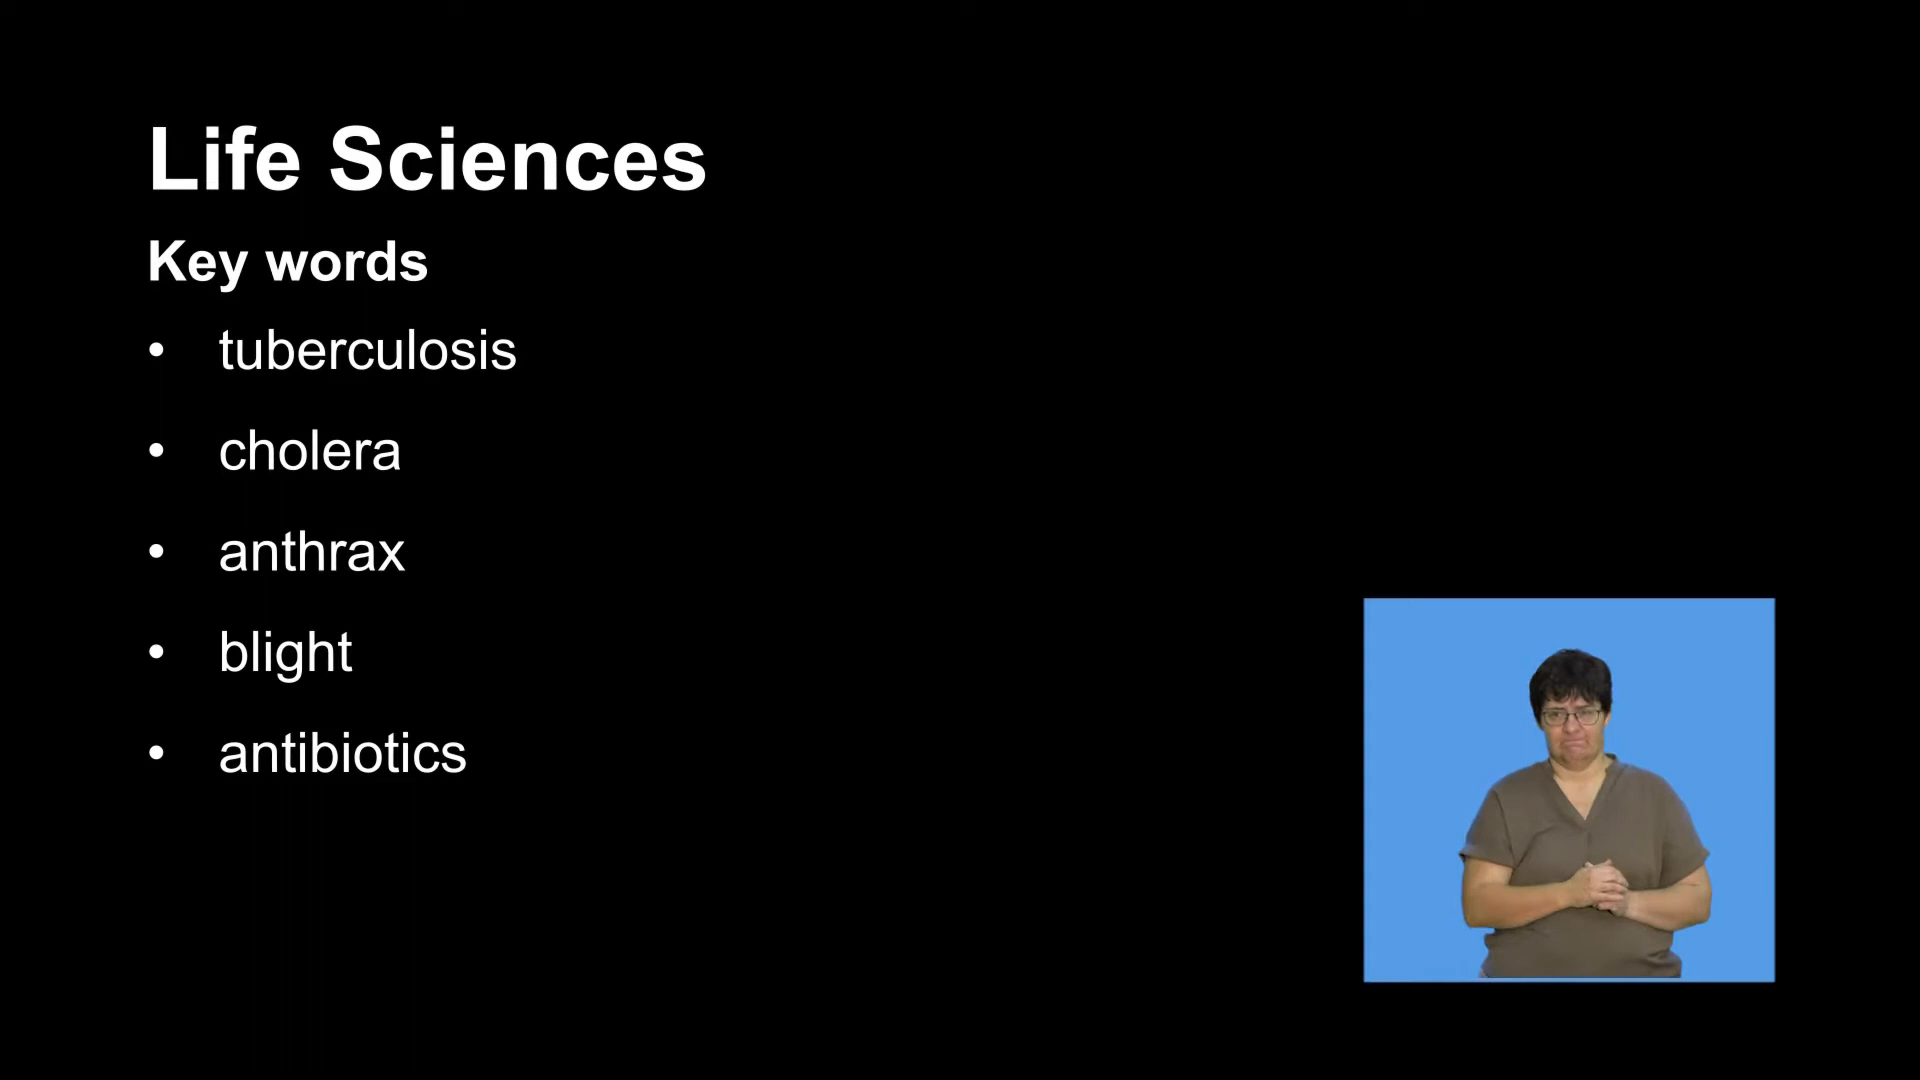 Life Sciences
Key words
• tuberculosis
• cholera
• anthrax
• blight
• antibiotics